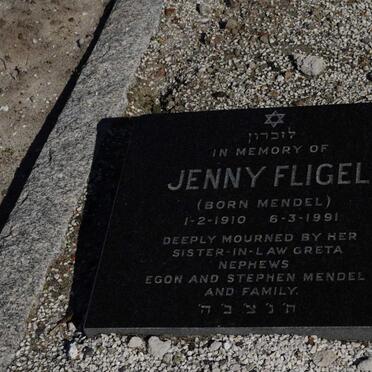 לזכרון
IN MEMORY OF
JENNY FLIGEL
(BORN MENDEL)
1-2-1910 6-3-1991
DEEPLY MOURNED BY HER
SISTER-IN-LAW GRETA
NEPHEWS
EGON AND STEPHEN MENDEL
AND FAMILY.
ת׳ נ׳ צ׳ ב׳ ה׳